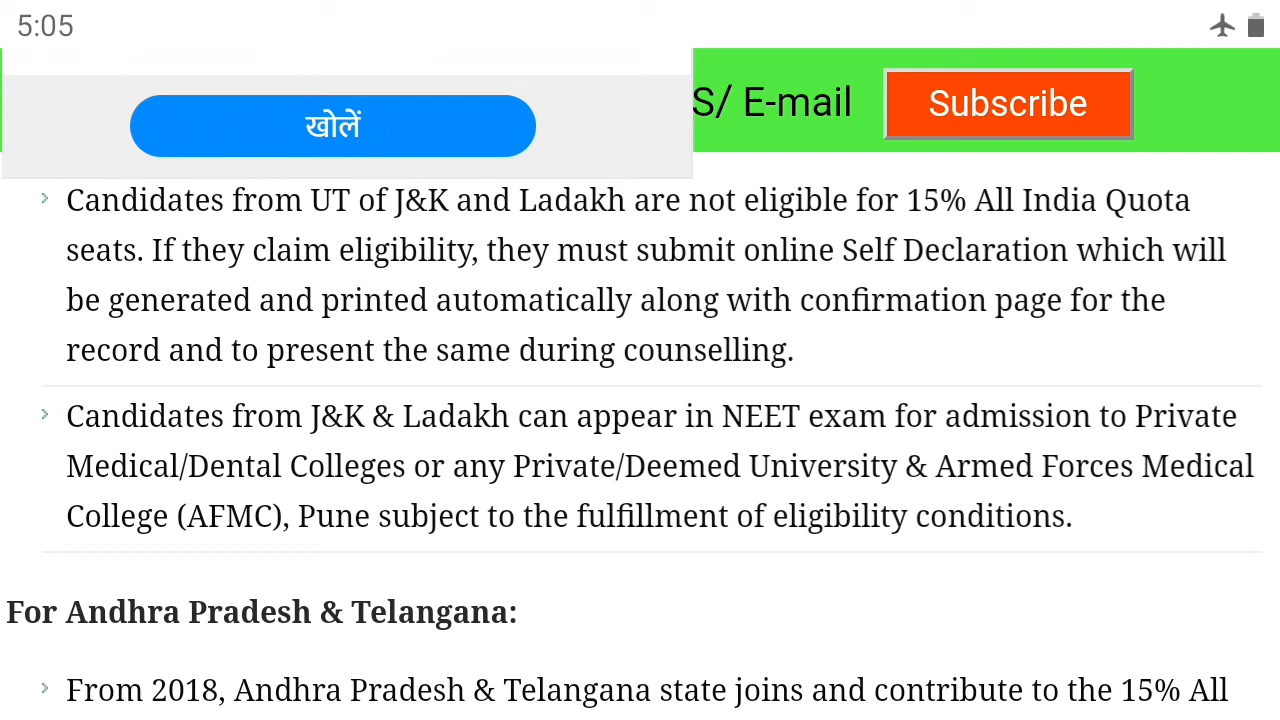 5:05
खोलें
S/ E-mail
Subscribe
Candidates from UT of J&K and Ladakh are not eligible for 15% All India Quota
seats. If they claim eligibility, they must submit online Self Declaration which will
be generated and printed automatically along with confirmation page for the
record and to present the same during counselling.
Candidates from J&K & Ladakh can appear in NEET exam for admission to Private
Medical/Dental Colleges or any Private/Deemed University & Armed Forces Medical
College (AFMC), Pune subject to the fulfillment of eligibility conditions.
For Andhra Pradesh & Telangana:
From 2018, Andhra Pradesh & Telangana state joins and contribute to the 15% All